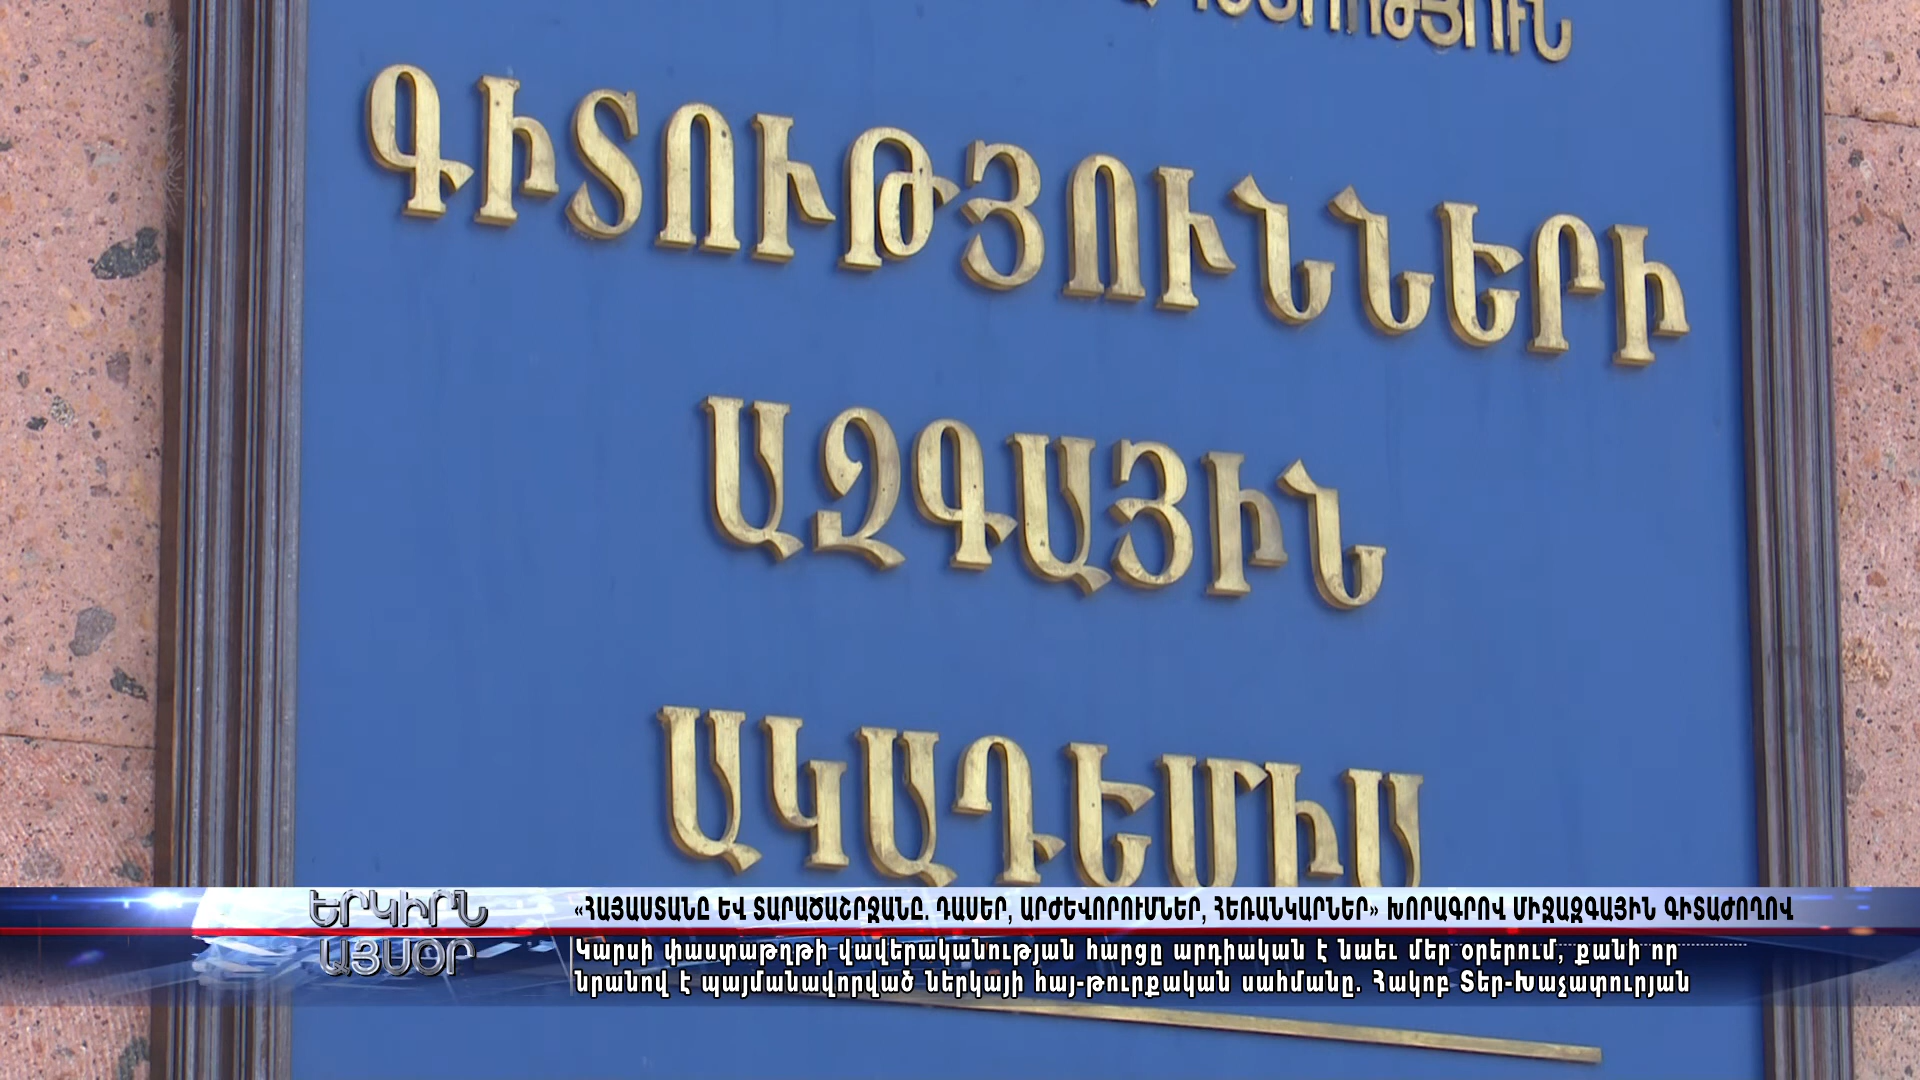 ԳԻՏՈՒԹՅՈՒՆՆԵՐԻ
ԱԶԳԱՅԻՆ
ԱԿԱԴԵՄԻԱ
ԵՐԿԻՐՆ
ԱՅՍՕՐ
«ՀԱՅԱՍՏԱՆԸ ԵՎ ՏԱՐԱԾԱՇՐՋԱՆԸ. ԴԱՍԵՐ, ԱՐԺԵՎՈՐՈՒՄՆԵՐ, ՀԵՌԱՆԿԱՐՆԵՐ» ԽՈՐԱԳՐՈՎ ՄԻՋԱԶԳԱՅԻՆ ԳԻՏԱԺՈՂՈՎ
Կարսի փաստաթղթի վավերականության հարցը արդիական է նաեւ մեր օրերում, քանի որ
նրանով է պայմանավորված ներկայի հայ-թուրքական սահմանը. Հակոբ Տեր-Խաչատուրյան